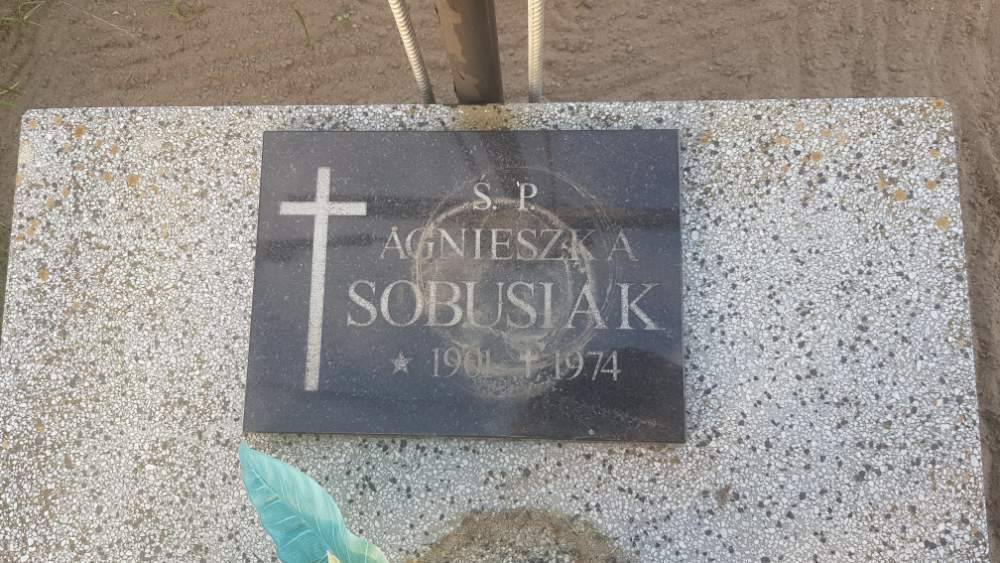 Ś. P.
AGNIESZKA
SOBUSIAK
★ 1901 ✝ 1974